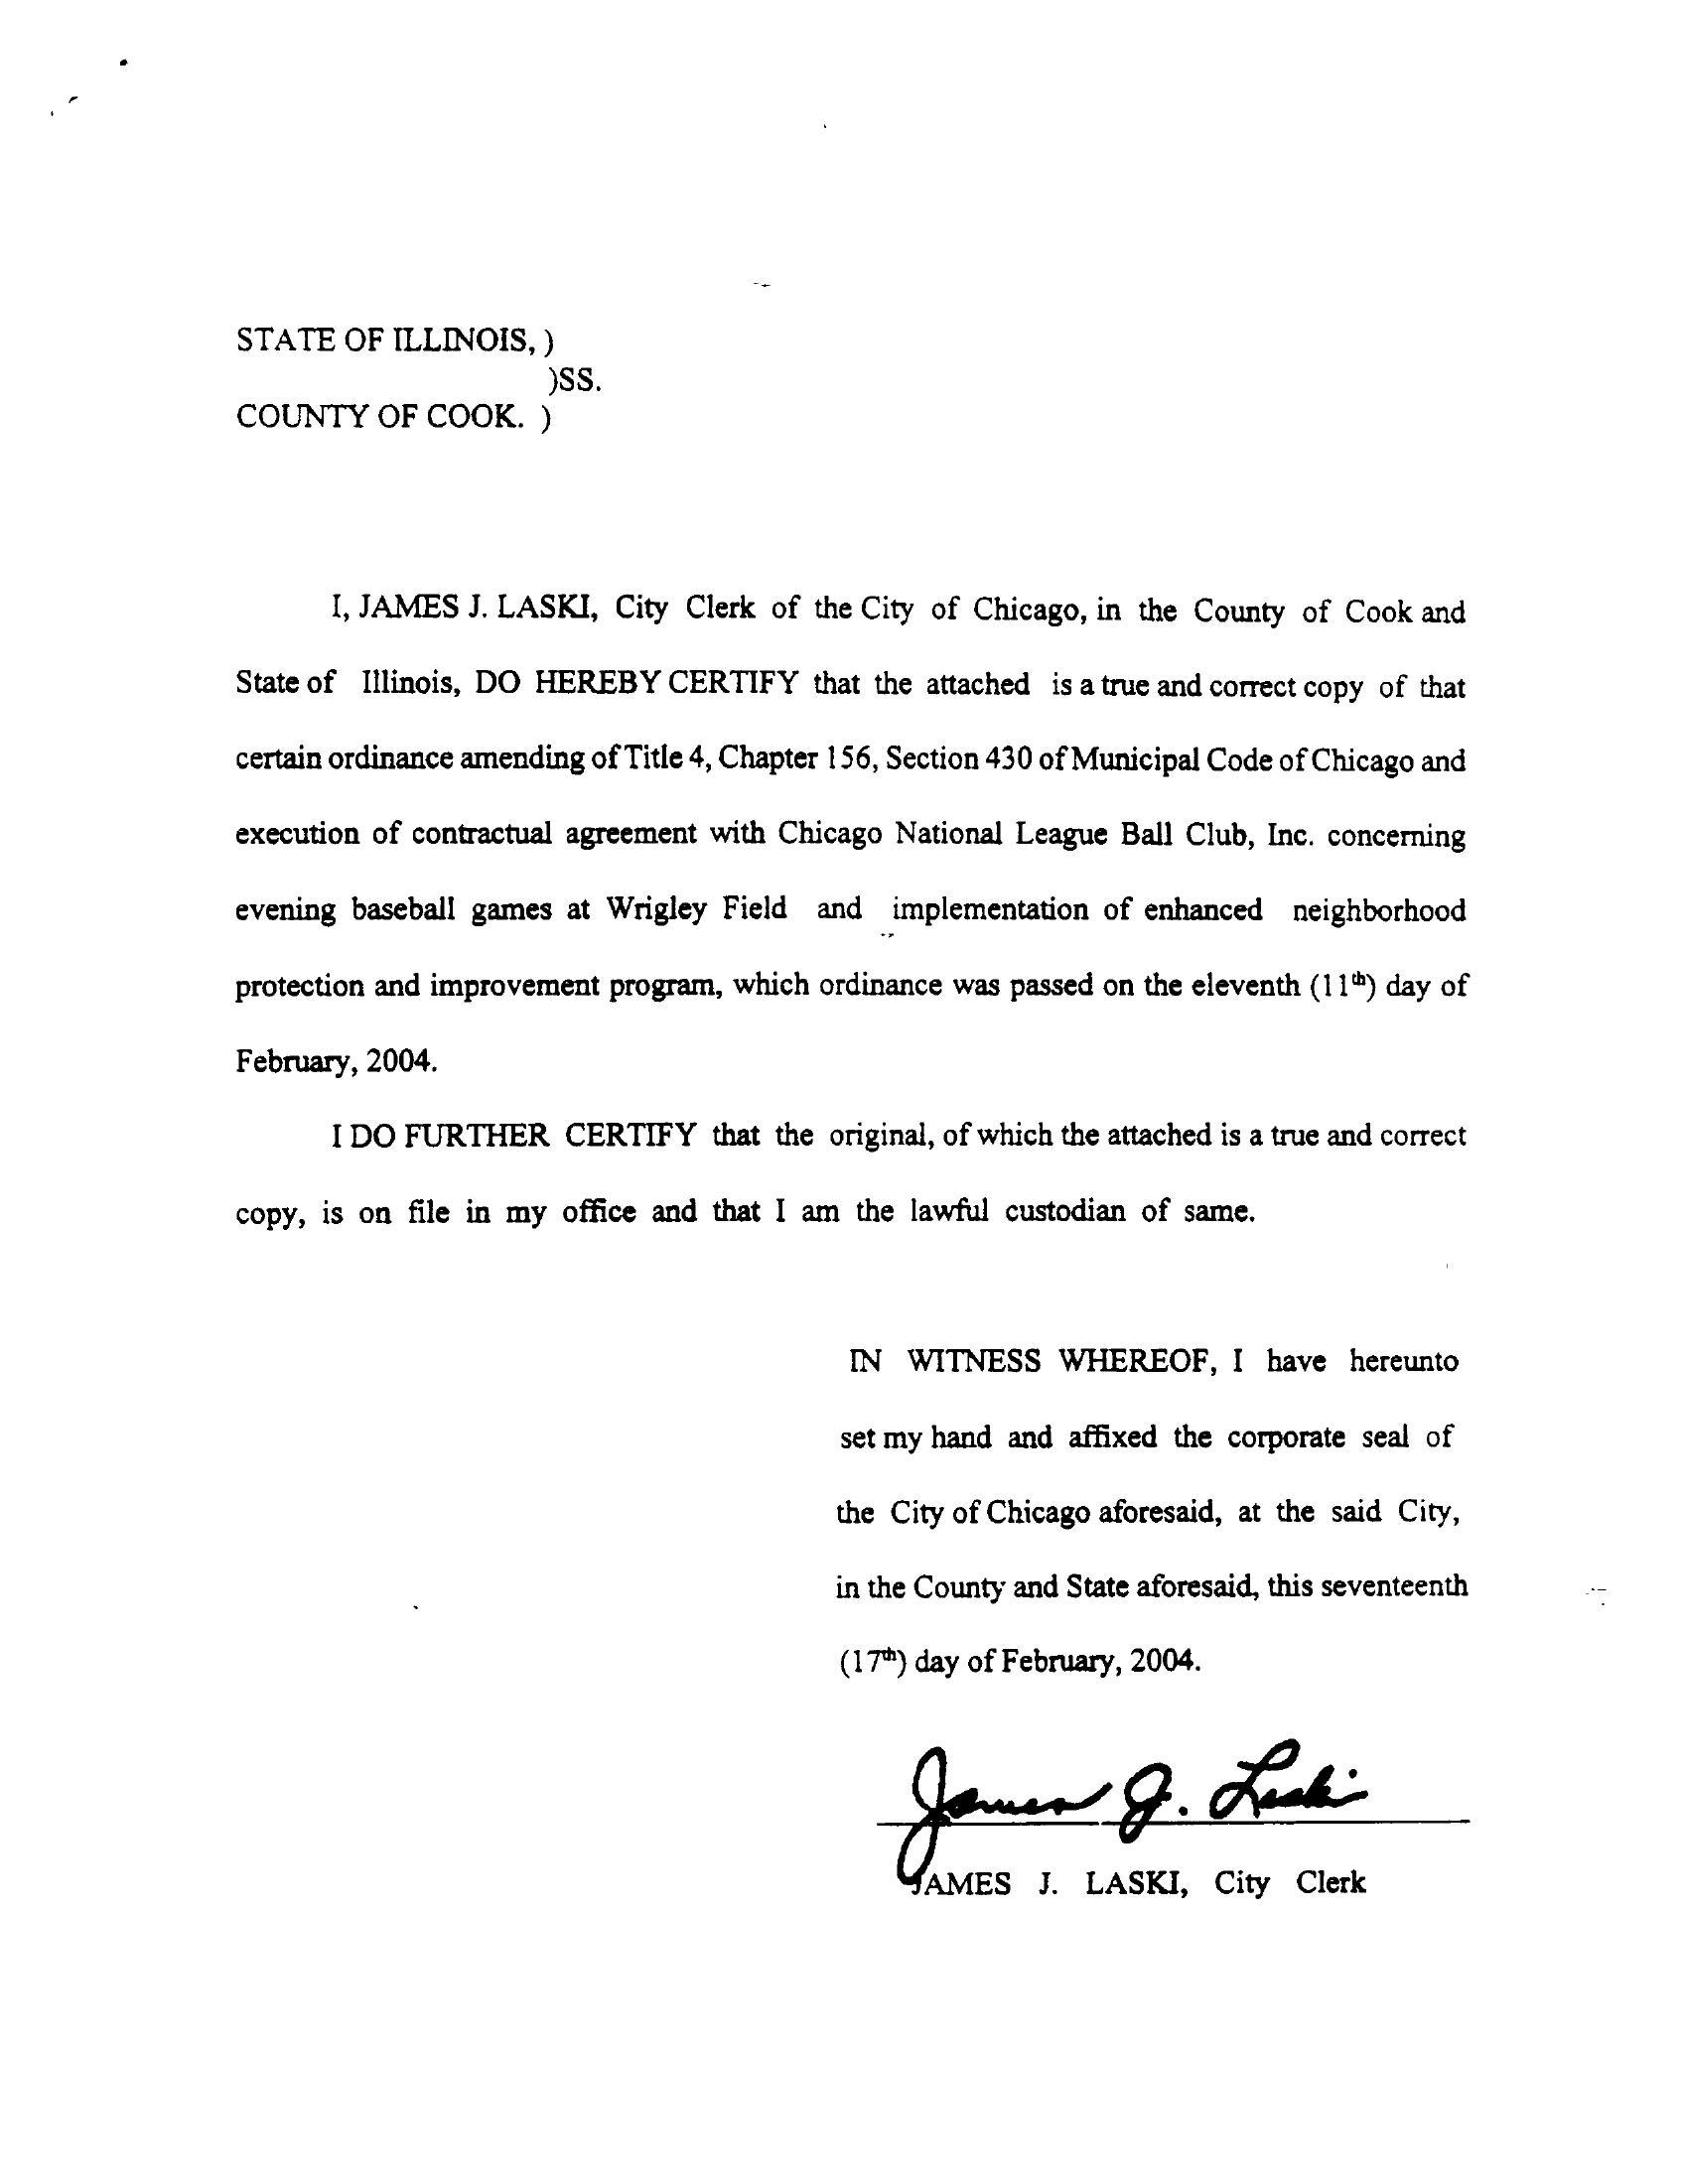 STATE OF ILLINOIS, )
)SS.
COUNTY OF COOK. )
I, JAMES J. LASKI, City Clerk of the City of Chicago, in the County of Cook and
State of Illinois, DO HEREBY CERTIFY that the attached is a true and correct copy of that
certain ordinance amending of Title 4, Chapter 156, Section 430 of Municipal Code of Chicago and
execution of contractual agreement with Chicago National League Ball Club, Inc. concerning
evening baseball games at Wrigley Field and implementation of enhanced neighborhood
protection and improvement program, which ordinance was passed on the eleventh (11th) day of
February, 2004.
I DO FURTHER CERTIFY that the original, of which the attached is a true and correct
copy, is on file in my office and that I am the lawful custodian of same.
IN WITNESS WHEREOF, I have hereunto
set my hand and affixed the corporate seal of
the City of Chicago aforesaid, at the said City,
in the County and State aforesaid, this seventeenth
(17th) day of February, 2004.
James J. Laski
JAMES J. LASKI, City Clerk